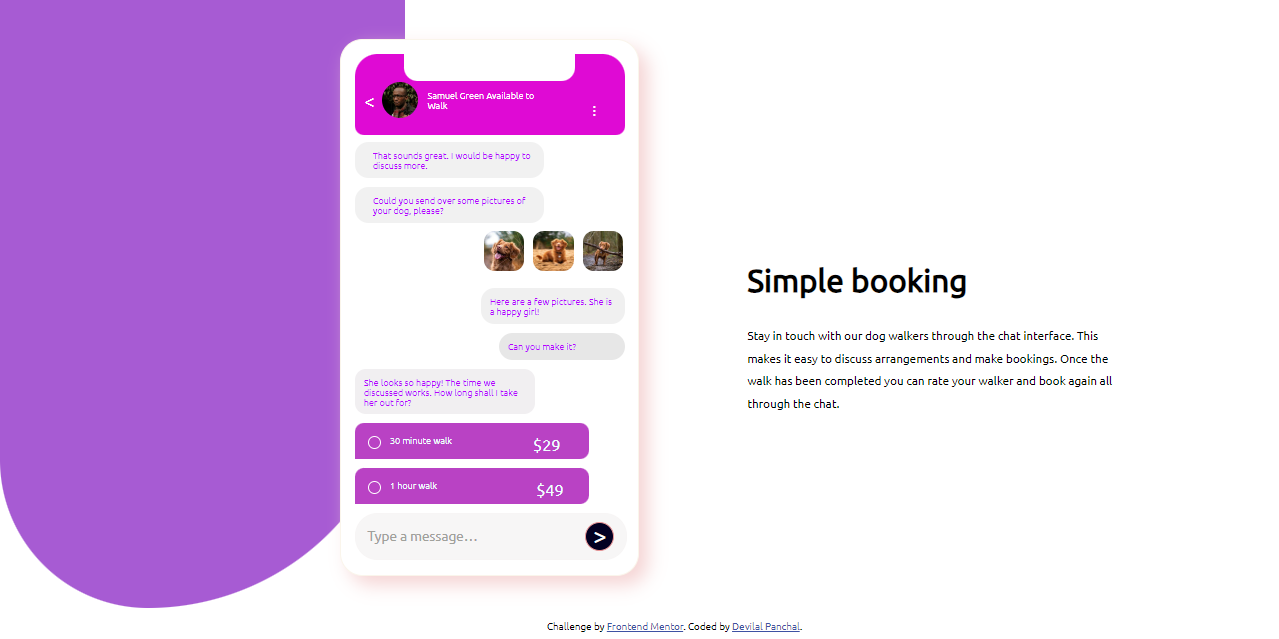 <
Samuel Green Available to
Walk
That sounds great. I would be happy to
discuss more.
Could you send over some pictures of
your dog, please?
Here are a few pictures. She is
a happy girl!
Can you make it?
She looks so happy! The time we
discussed works. How long shall I take
her out for?
30 minute walk $29
1 hour walk $49
Type a message… >
Simple booking
Stay in touch with our dog walkers through the chat interface. This
makes it easy to discuss arrangements and make bookings. Once the
walk has been completed you can rate your walker and book again all
through the chat.
Challenge by Frontend Mentor. Coded by Devilal Panchal.